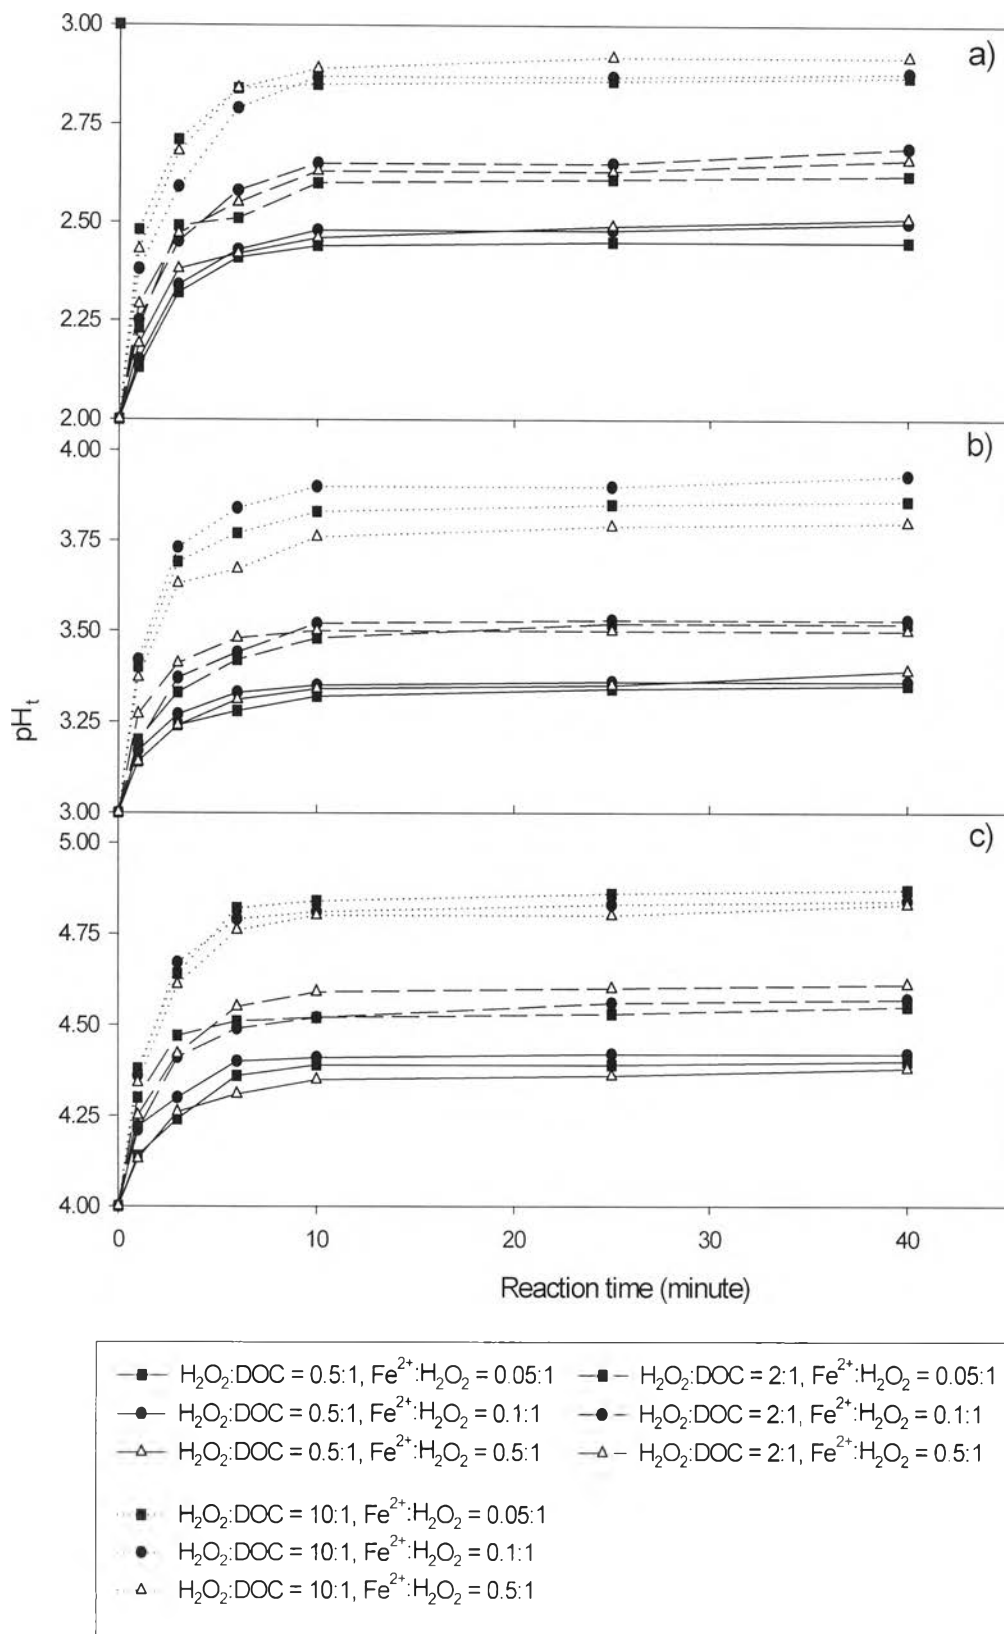 3.00
a)
2.75
2.50
2.25
2.00
4.00
b)
3.75
3.50
3.25
3.00
5.00
c)
4.75
4.50
4.25
4.00
pHₜ
0 10 20 30 40
Reaction time (minute)
H₂O₂:DOC = 0.5:1, Fe²⁺:H₂O₂ = 0.05:1
H₂O₂:DOC = 0.5:1, Fe²⁺:H₂O₂ = 0.1:1
H₂O₂:DOC = 0.5:1, Fe²⁺:H₂O₂ = 0.5:1
H₂O₂:DOC = 10:1, Fe²⁺:H₂O₂ = 0.05:1
H₂O₂:DOC = 10:1, Fe²⁺:H₂O₂ = 0.1:1
H₂O₂:DOC = 10:1, Fe²⁺:H₂O₂ = 0.5:1
H₂O₂:DOC = 2:1, Fe²⁺:H₂O₂ = 0.05:1
H₂O₂:DOC = 2:1, Fe²⁺:H₂O₂ = 0.1:1
H₂O₂:DOC = 2:1, Fe²⁺:H₂O₂ = 0.5:1